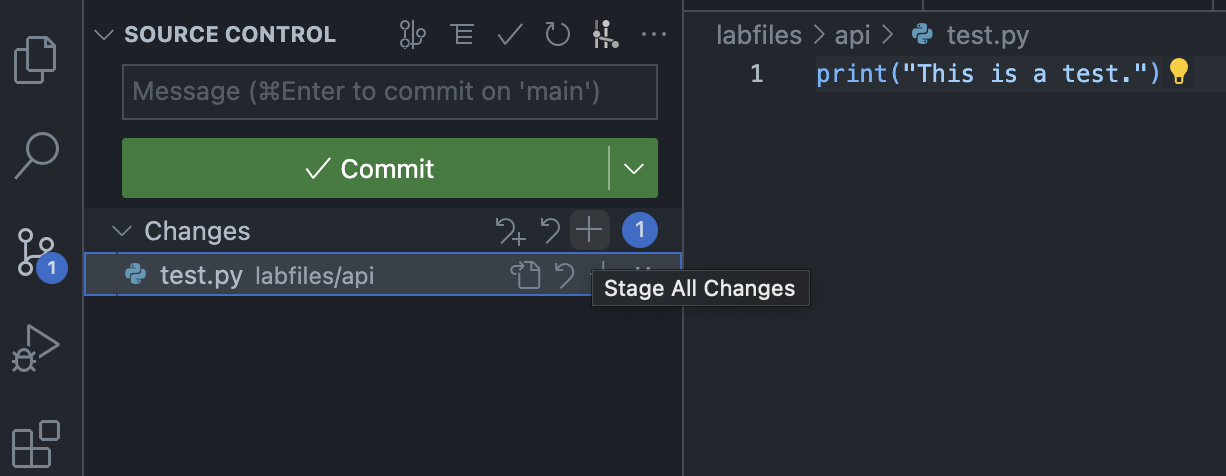 SOURCE CONTROL
Message (⌘Enter to commit on 'main')
Commit
Changes
1
1
test.py labfiles/api
Stage All Changes
labfiles > api > test.py
1 print("This is a test.")